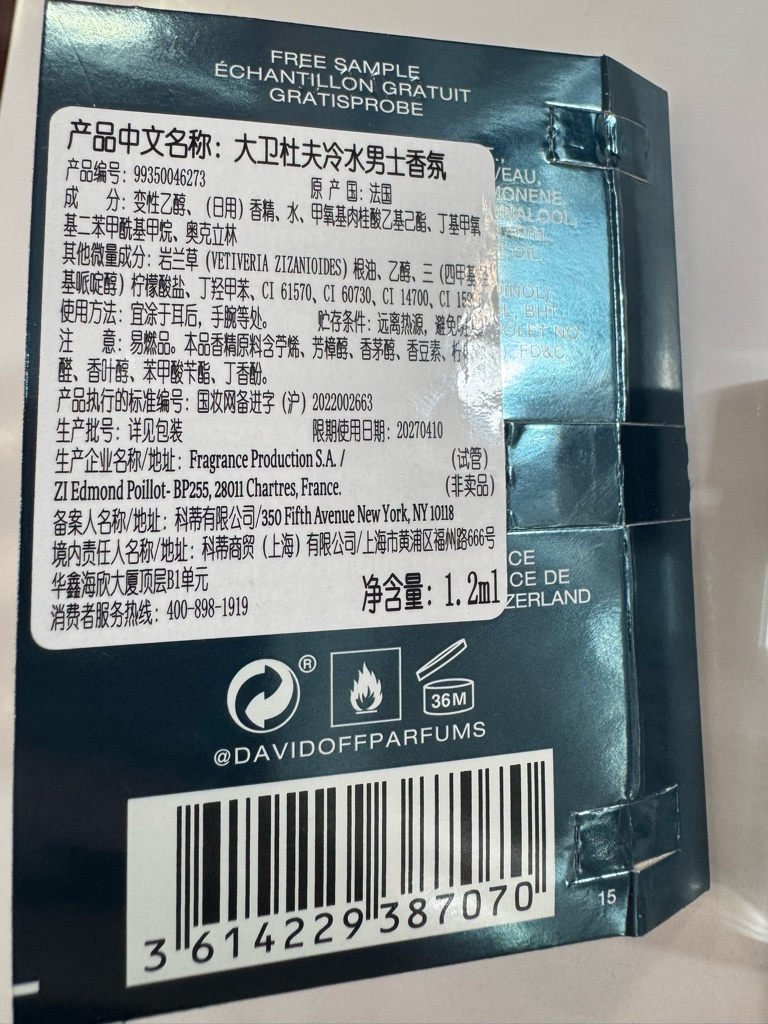 FREE SAMPLE
ÉCHANTILLON GRATUIT
GRATISPROBE
产品中文名称：大卫杜夫冷水男士香氛
产品编号：99350046273 原产国：法国
成 分：变性乙醇、（日用）香精、水、甲氧基肉桂酸乙基己酯、丁基甲氧
基二苯甲酰基甲烷、奥克立林
其他微量成分：岩兰草（VETIVERIA ZIZANIOIDES）根油、乙醇、三（四甲基
基哌啶醇）柠檬酸盐、丁羟甲苯、CI 61570、CI 60730、CI 14700、CI
使用方法：宜涂于耳后，手腕等处。 贮存条件：远离热源，避免
注 意：易燃品。本品香精原料含苧烯、芳樟醇、香茅醇、香豆素、
醛、香叶醇、苯甲酸苄酯、丁香酚。
产品执行的标准编号：国妆网备进字（沪）2022002663
生产批号：详见包装 限期使用日期：20270410
生产企业名称/地址：Fragrance Production S.A. / （试管）
ZI Edmond Poillot- BP255, 28011 Chartres, France. （非卖品）
备案人名称/地址：科蒂有限公司/350 Fifth Avenue New York, NY 10118
境内责任人名称/地址：科蒂商贸（上海）有限公司/上海市黄浦区福州路666号
华鑫海欣大厦顶层B1单元
消费者服务热线：400-898-1919 净含量：1.2ml
/EAU,
FD&C
CE
CE DE
ZERLAND
®
36M
@DAVIDOFFPARFUMS
3 614229 387070
15